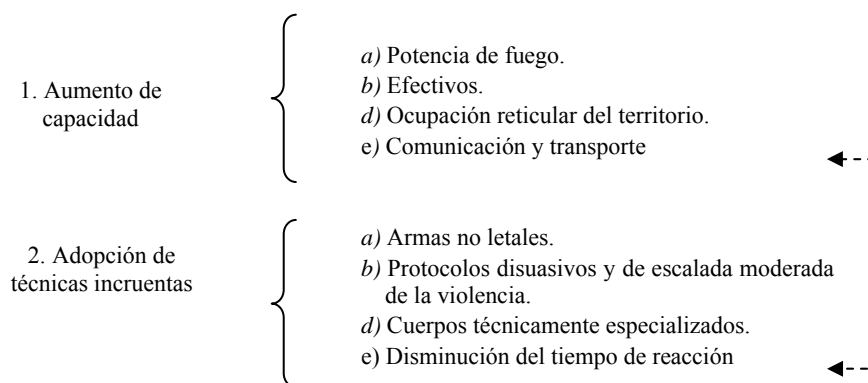 1. Aumento de
capacidad
a) Potencia de fuego.
b) Efectivos.
d) Ocupación reticular del territorio.
e) Comunicación y transporte
2. Adopción de
técnicas incruentas
a) Armas no letales.
b) Protocolos disuasivos y de escalada moderada
de la violencia.
d) Cuerpos técnicamente especializados.
e) Disminución del tiempo de reacción